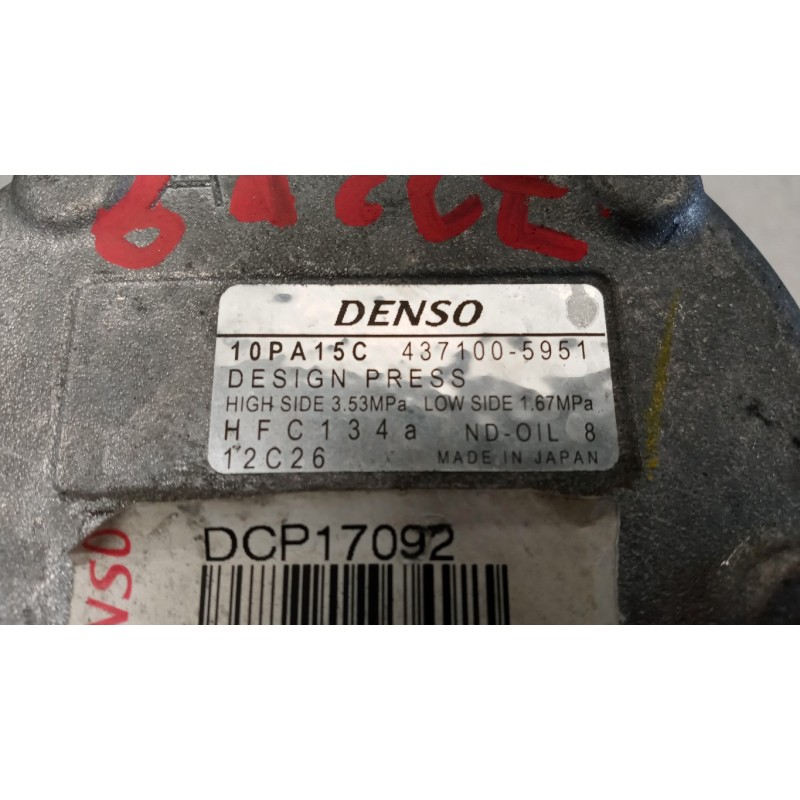 DENSO
10PA15C 437100-5951
DESIGN PRESS
HIGH SIDE 3.53MPa LOW SIDE 1.67MPa
HFC134a ND-OIL 8
12C26 MADE IN JAPAN
DCP17092